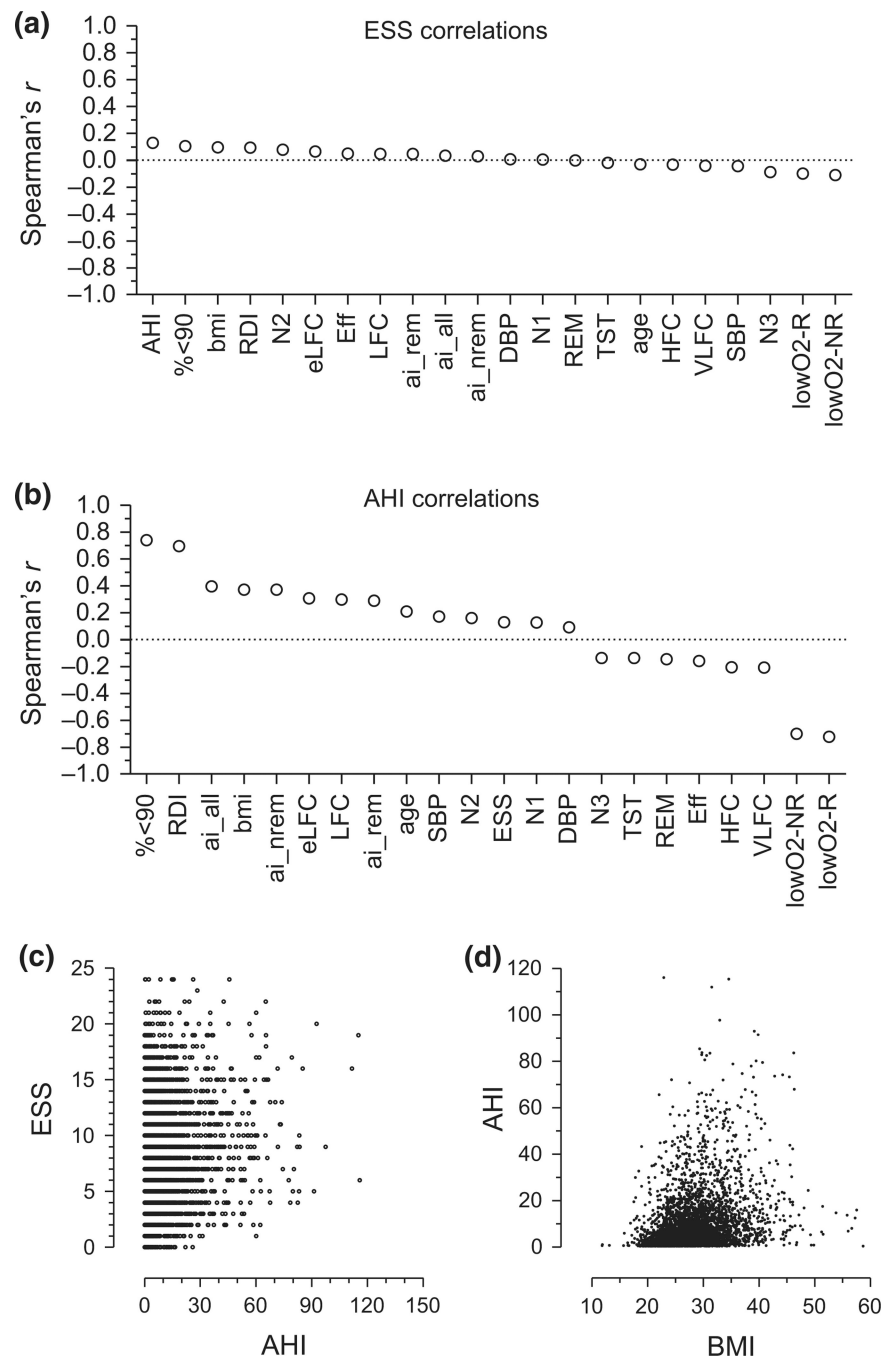 (a)
ESS correlations
Spearman's r
1.0
0.8
0.6
0.4
0.2
0.0
–0.2
–0.4
–0.6
–0.8
–1.0
AHI
%<90
bmi
RDI
N2
eLFC
Eff
LFC
ai_rem
ai_all
ai_nrem
DBP
N1
REM
TST
age
HFC
VLFC
SBP
N3
lowO2-R
lowO2-NR
(b)
AHI correlations
Spearman's r
1.0
0.8
0.6
0.4
0.2
0.0
–0.2
–0.4
–0.6
–0.8
–1.0
%<90
RDI
ai_all
bmi
ai_nrem
eLFC
LFC
ai_rem
age
SBP
N2
ESS
N1
DBP
N3
TST
REM
Eff
HFC
VLFC
lowO2-NR
lowO2-R
(c)
ESS
25
20
15
10
5
0
0 30 60 90 120 150
AHI
(d)
AHI
120
100
80
60
40
20
0
10 20 30 40 50 60
BMI